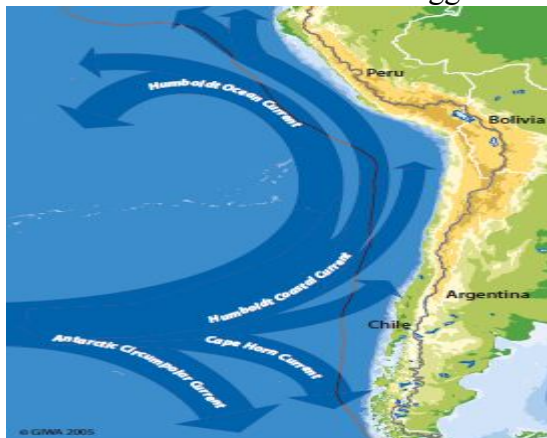 Humboldt Ocean Current
Peru
Bolivia
Humboldt Coastal Current
Argentina
Chile
Antarctic Circumpolar Current
Cape Horn Current
© GIWA 2005